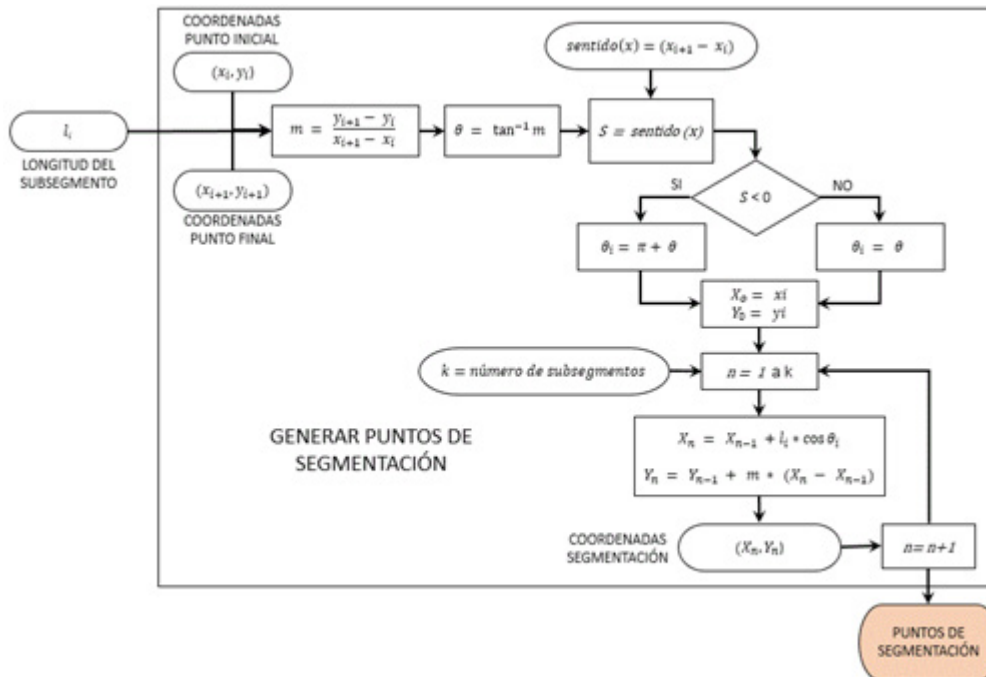 COORDENADAS
PUNTO INICIAL
(xᵢ, yᵢ)
sentido(x) = (xᵢ₊₁ − xᵢ)
lᵢ
LONGITUD DEL
SUBSEGMENTO
m = (yᵢ₊₁ − yᵢ) / (xᵢ₊₁ − xᵢ)
θ = tan⁻¹ m
S = sentido(x)
(xᵢ₊₁, yᵢ₊₁)
COORDENADAS
PUNTO FINAL
SI
S < 0
NO
θᵢ = π + θ
θᵢ = θ
X₀ = xi
Y₀ = yi
k = número de subsegmentos
n = 1 a k
GENERAR PUNTOS DE
SEGMENTACIÓN
Xₙ = Xₙ₋₁ + lᵢ * cos θᵢ
Yₙ = Yₙ₋₁ + m * (Xₙ − Xₙ₋₁)
COORDENADAS
SEGMENTACIÓN
(Xₙ, Yₙ)
n= n+1
PUNTOS DE
SEGMENTACIÓN